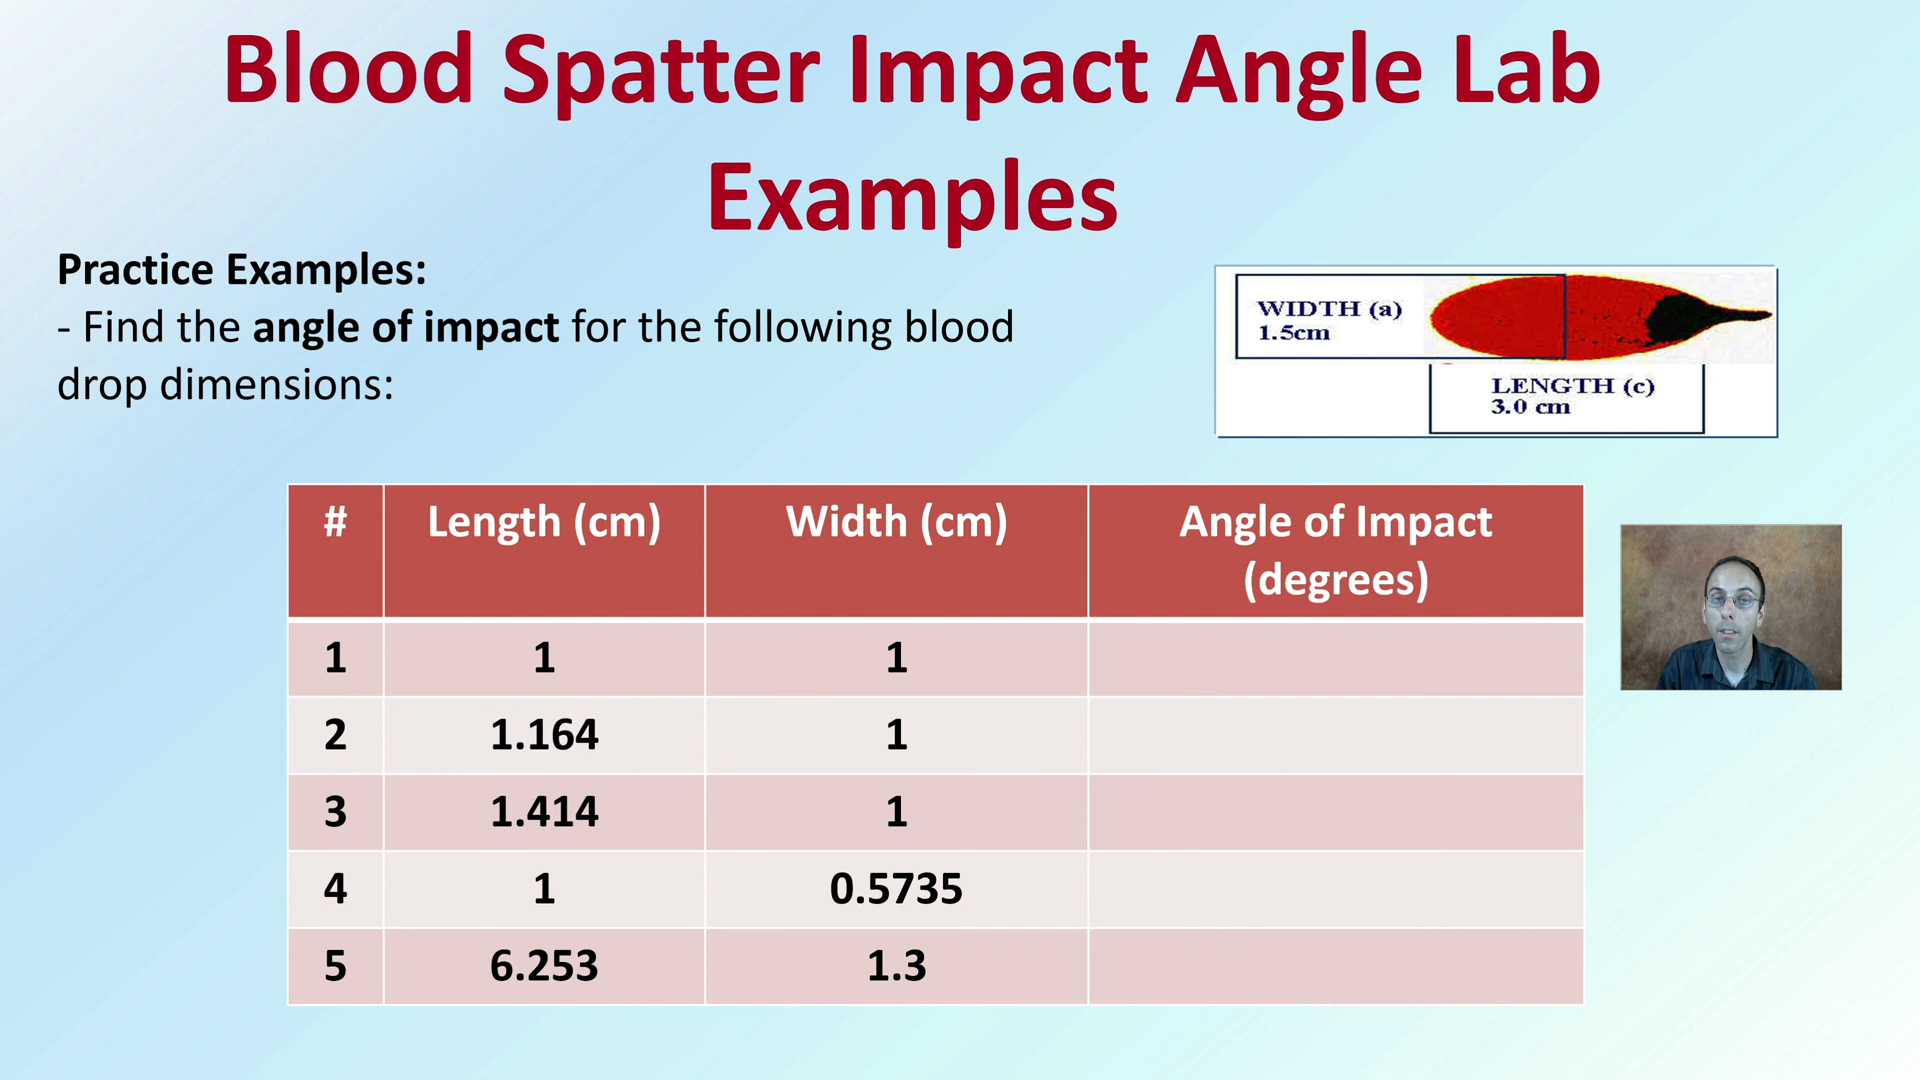 Blood Spatter Impact Angle Lab
Examples
Practice Examples:
- Find the angle of impact for the following blood
drop dimensions:
WIDTH (a)
1.5cm
LENGTH (c)
3.0 cm
# Length (cm) Width (cm) Angle of Impact
(degrees)
1 1 1
2 1.164 1
3 1.414 1
4 1 0.5735
5 6.253 1.3